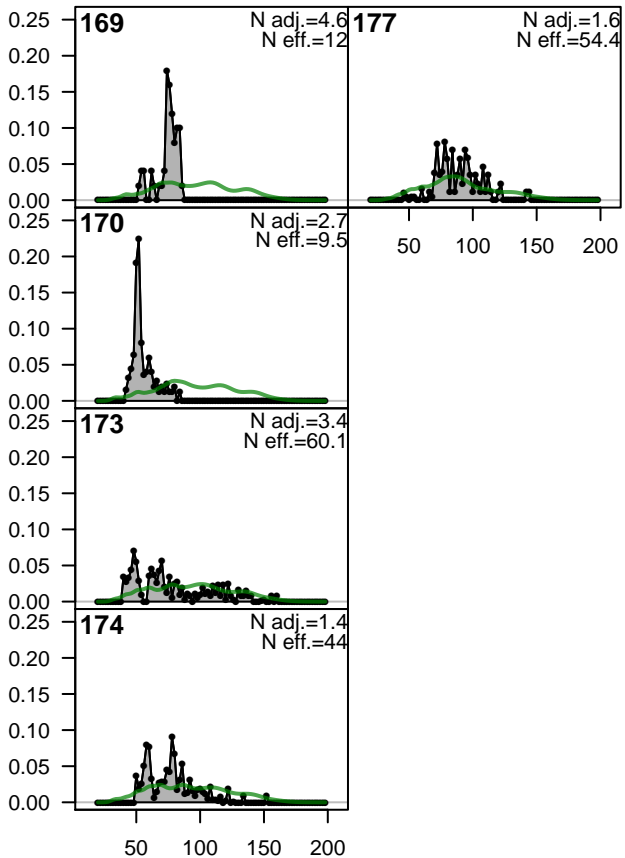 0.25
0.20
0.15
0.10
0.05
0.00
169
N adj.=4.6
N eff.=12
177
N adj.=1.6
N eff.=54.4
50 100 150 200
0.25
0.20
0.15
0.10
0.05
0.00
170
N adj.=2.7
N eff.=9.5
0.25
0.20
0.15
0.10
0.05
0.00
173
N adj.=3.4
N eff.=60.1
0.25
0.20
0.15
0.10
0.05
0.00
174
N adj.=1.4
N eff.=44
50 100 150 200